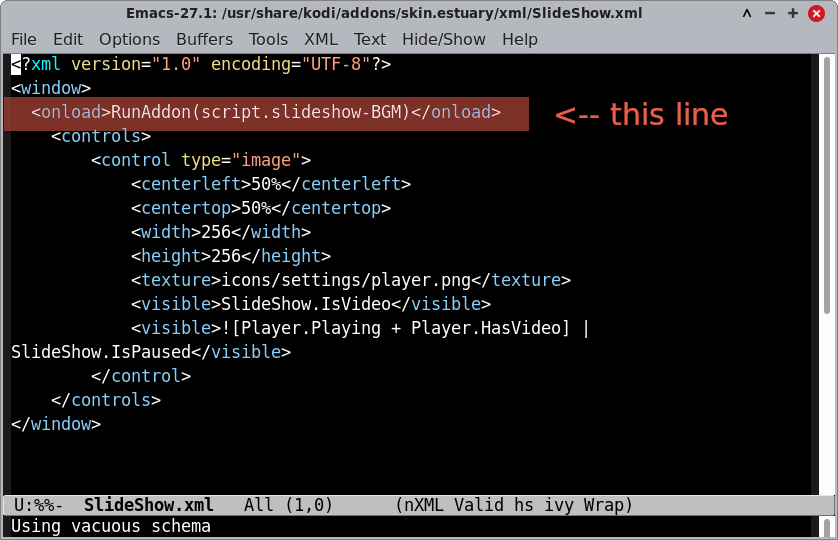 Emacs-27.1: /usr/share/kodi/addons/skin.estuary/xml/SlideShow.xml
File Edit Options Buffers Tools XML Text Hide/Show Help
<?xml version="1.0" encoding="UTF-8"?>
<window>
  <onload>RunAddon(script.slideshow-BGM)</onload> <-- this line
    <controls>
        <control type="image">
            <centerleft>50%</centerleft>
            <centertop>50%</centertop>
            <width>256</width>
            <height>256</height>
            <texture>icons/settings/player.png</texture>
            <visible>SlideShow.IsVideo</visible>
            <visible>![Player.Playing + Player.HasVideo] |
SlideShow.IsPaused</visible>
        </control>
    </controls>
</window>
U:%%-  SlideShow.xml   All (1,0)      (nXML Valid hs ivy Wrap)
Using vacuous schema